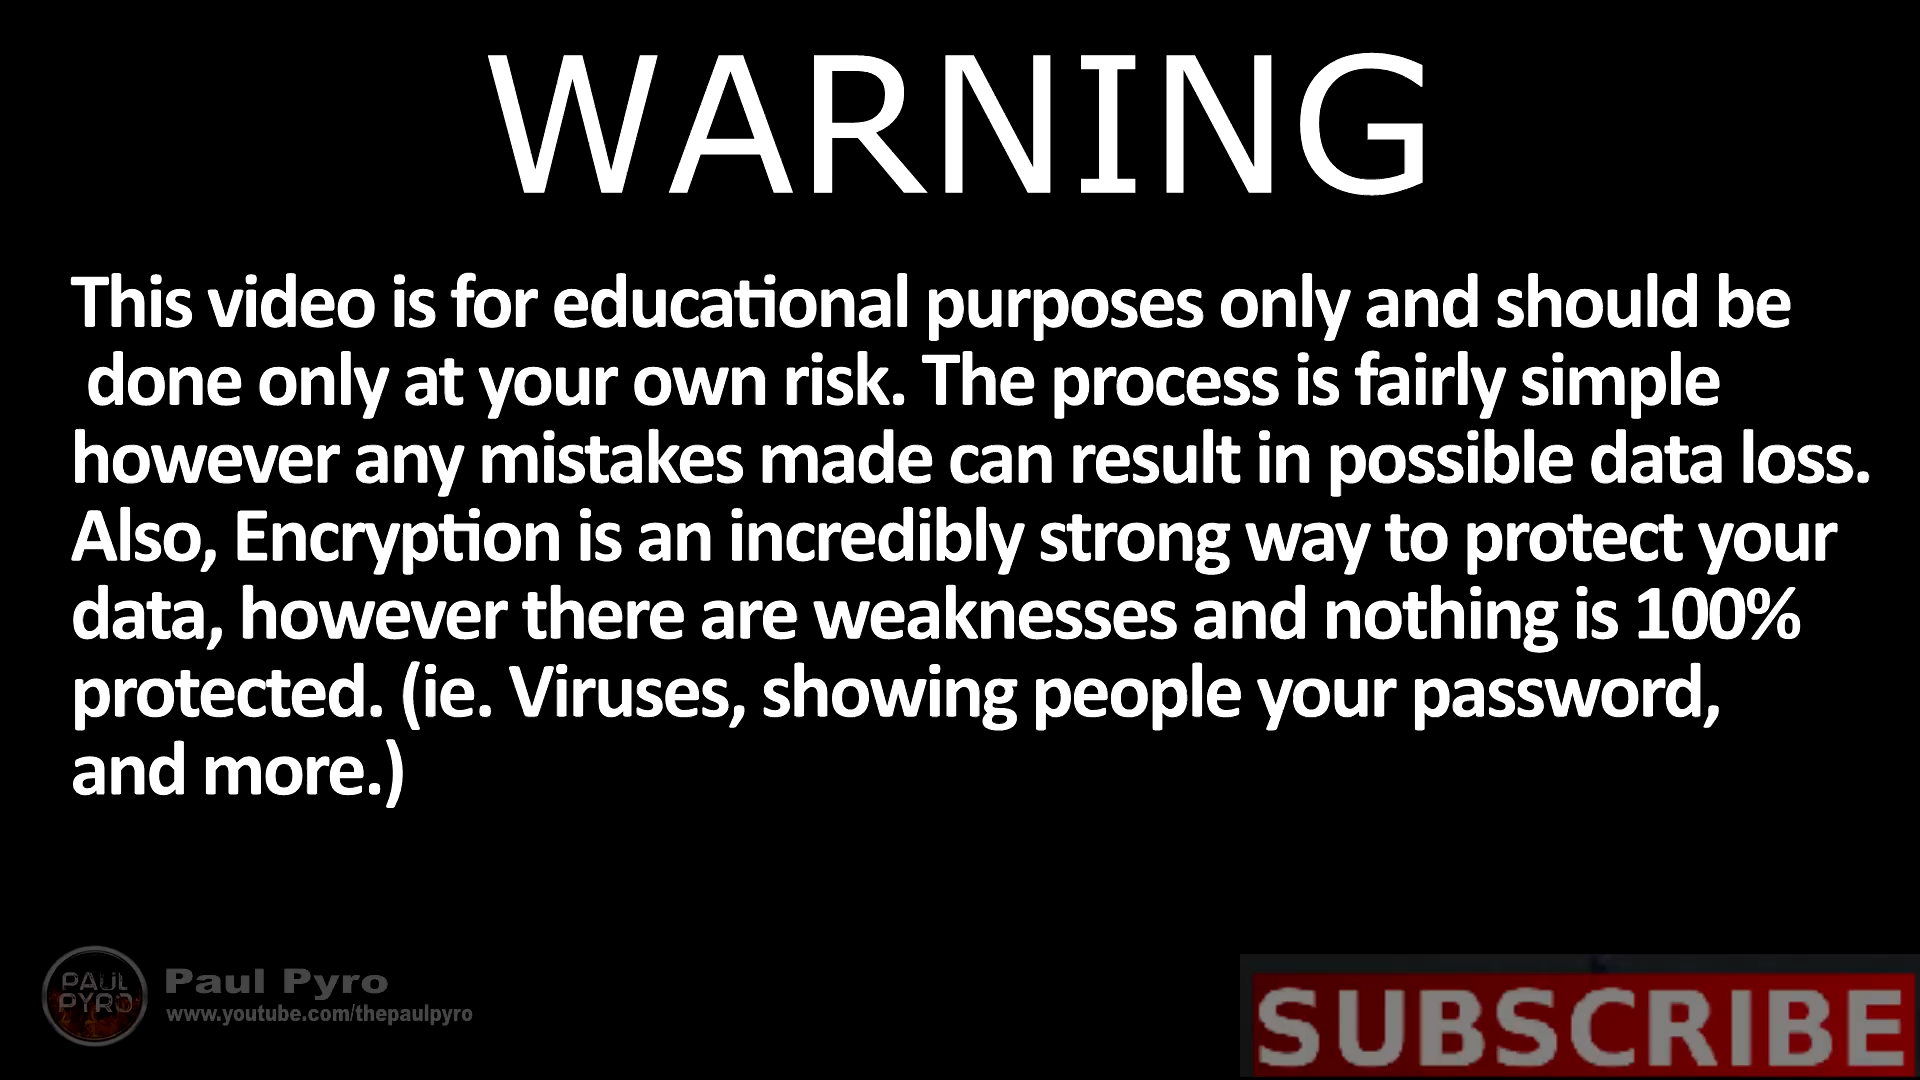 WARNING
This video is for educational purposes only and should be
done only at your own risk. The process is fairly simple
however any mistakes made can result in possible data loss.
Also, Encryption is an incredibly strong way to protect your
data, however there are weaknesses and nothing is 100%
protected. (ie. Viruses, showing people your password,
and more.)
PAUL
PYRO
Paul Pyro
www.youtube.com/thepaulpyro
SUBSCRIBE